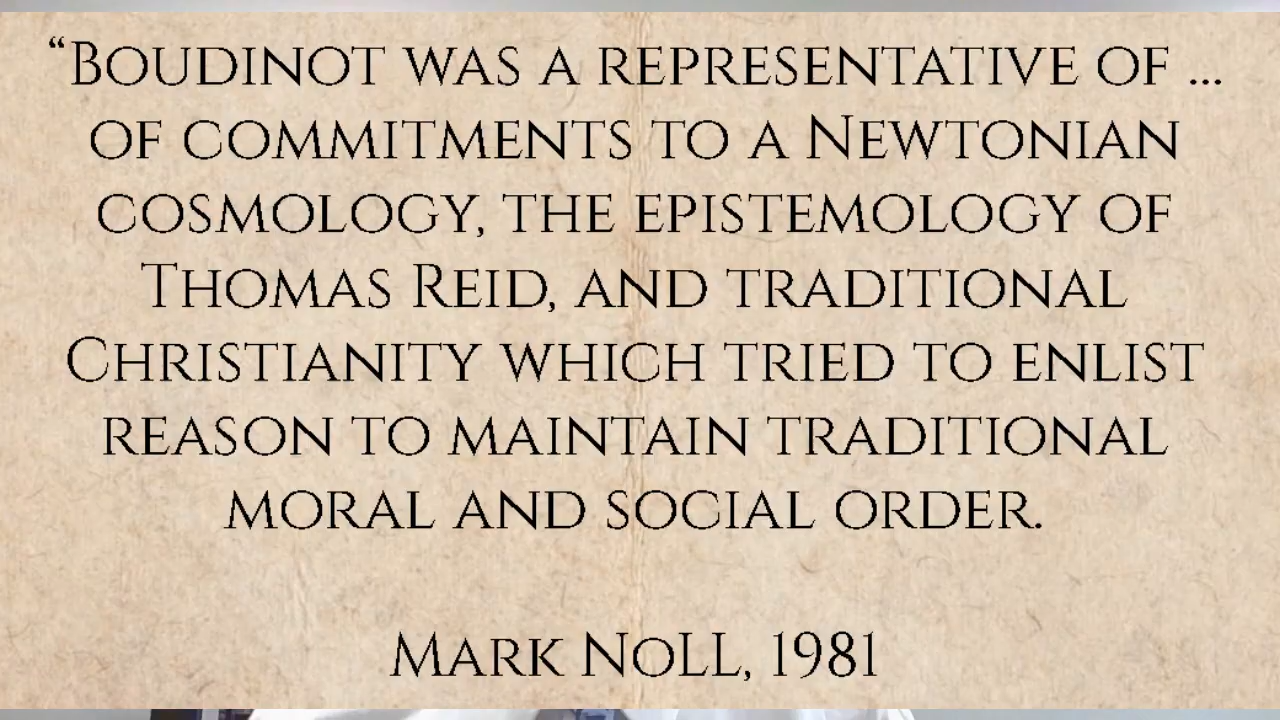 “Boudinot was a representative of ...
of commitments to a Newtonian
cosmology, the epistemology of
Thomas Reid, and traditional
Christianity which tried to enlist
reason to maintain traditional
moral and social order.
Mark NoLL, 1981